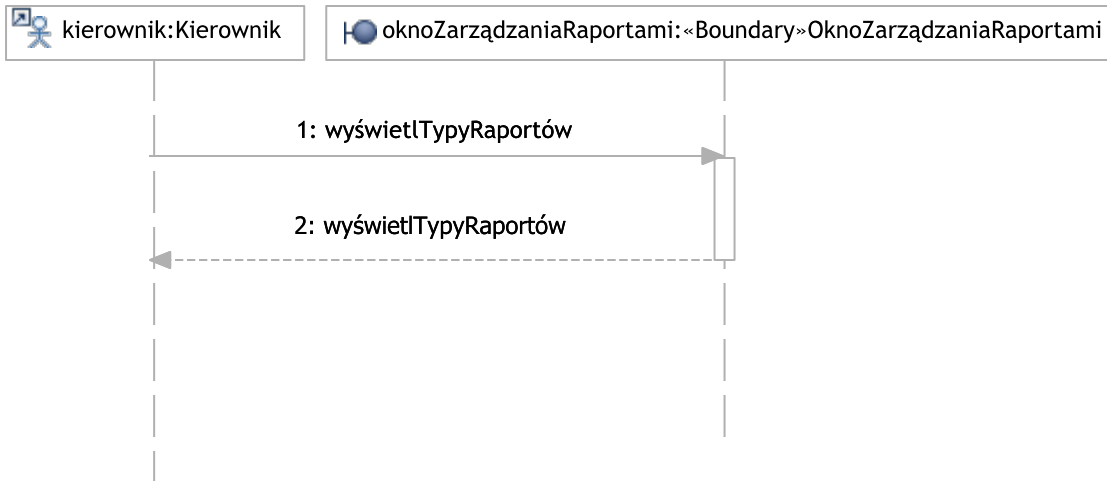 kierownik:Kierownik
oknoZarządzaniaRaportami:«Boundary»OknoZarządzaniaRaportami
1: wyświetlTypyRaportów
2: wyświetlTypyRaportów